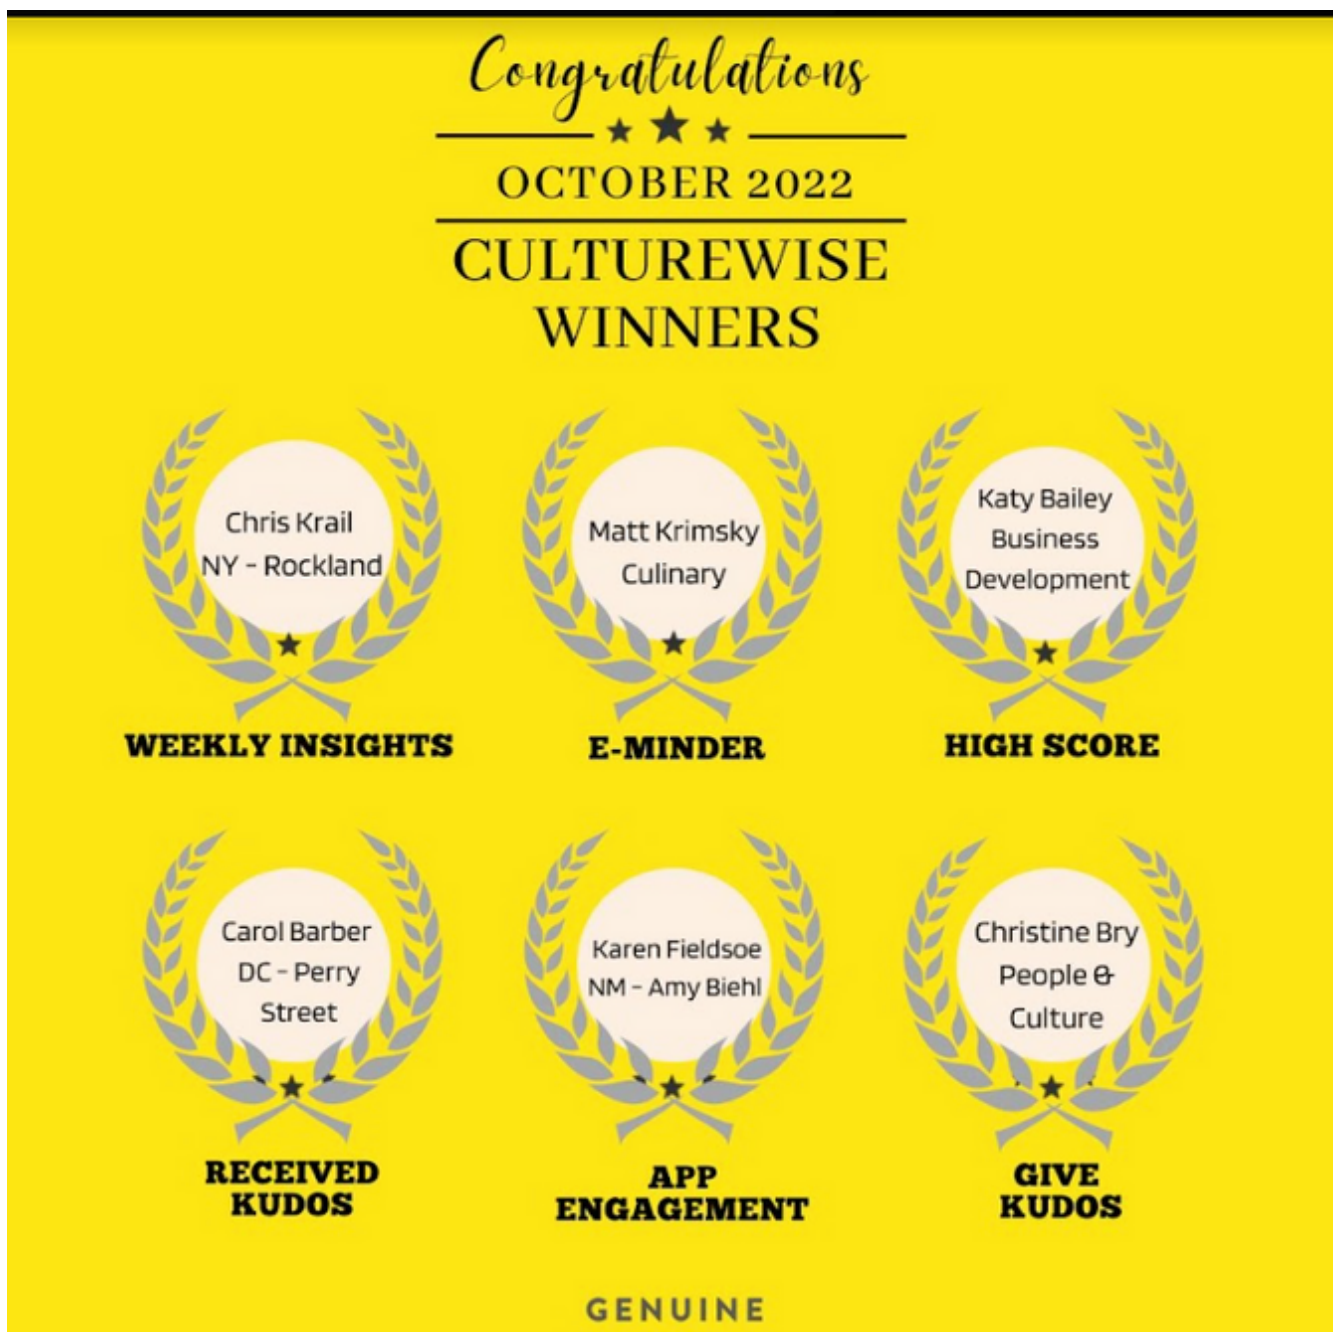 Congratulations
OCTOBER 2022
CULTUREWISE
WINNERS
Chris Krail
NY - Rockland
WEEKLY INSIGHTS
Matt Krimsky
Culinary
E-MINDER
Katy Bailey
Business
Development
HIGH SCORE
Carol Barber
DC - Perry
Street
RECEIVED
KUDOS
Karen Fieldsoe
NM - Amy Biehl
APP
ENGAGEMENT
Christine Bry
People &
Culture
GIVE
KUDOS
GENUINE